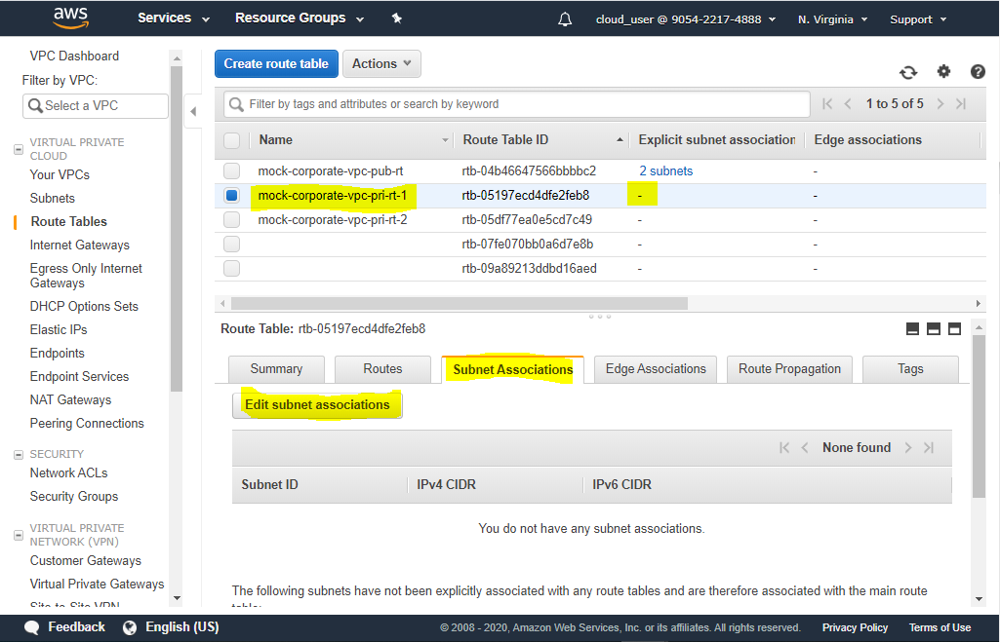 aws
Services
Resource Groups
cloud_user @ 9054-2217-4888
N. Virginia
Support
VPC Dashboard
Filter by VPC:
Select a VPC
VIRTUAL PRIVATE
CLOUD
Your VPCs
Subnets
Route Tables
Internet Gateways
Egress Only Internet
Gateways
DHCP Options Sets
Elastic IPs
Endpoints
Endpoint Services
NAT Gateways
Peering Connections
SECURITY
Network ACLs
Security Groups
VIRTUAL PRIVATE
NETWORK (VPN)
Customer Gateways
Virtual Private Gateways
Site-to-Site VPN
Create route table Actions
Filter by tags and attributes or search by keyword
1 to 5 of 5
Name Route Table ID Explicit subnet association Edge associations
mock-corporate-vpc-pub-rt rtb-04b46647566bbbbc2 2 subnets -
mock-corporate-vpc-pri-rt-1 rtb-05197ecd4dfe2feb8 - -
mock-corporate-vpc-pri-rt-2 rtb-05df77ea0e5cd7c49 - -
rtb-07fe070bb0a6d7e8b - -
rtb-09a89213ddbd16aed - -
Route Table: rtb-05197ecd4dfe2feb8
Summary Routes Subnet Associations Edge Associations Route Propagation Tags
Edit subnet associations
None found
Subnet ID IPv4 CIDR IPv6 CIDR
You do not have any subnet associations.
The following subnets have not been explicitly associated with any route tables and are therefore associated with the main route
table:
Feedback
English (US)
© 2008 - 2020, Amazon Web Services, Inc. or its affiliates. All rights reserved.
Privacy Policy
Terms of Use